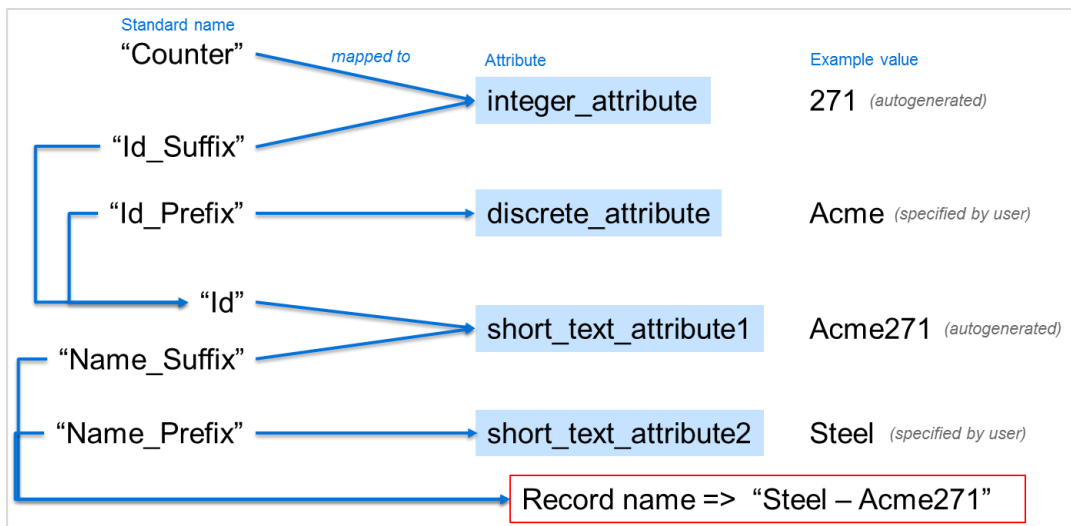 Standard name
“Counter”
mapped to
Attribute
Example value
integer_attribute
271 (autogenerated)
“Id_Suffix”
“Id_Prefix”
discrete_attribute
Acme (specified by user)
“Id”
short_text_attribute1
Acme271 (autogenerated)
“Name_Suffix”
“Name_Prefix”
short_text_attribute2
Steel (specified by user)
Record name => “Steel – Acme271”